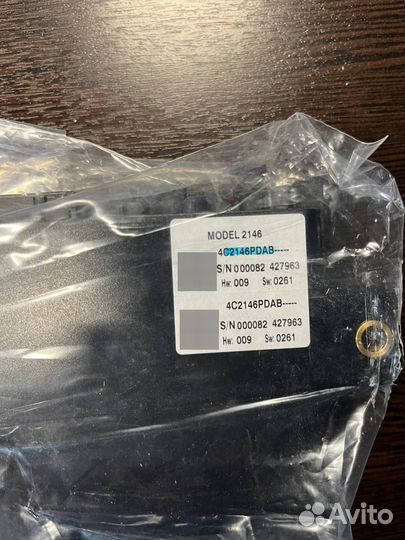 MODEL 2146
4C2146PDAB-----
S/N 000082 427963
Hw: 009 Sw: 0261
4C2146PDAB-----
S/N 000082 427963
Hw: 009 Sw: 0261
Avito